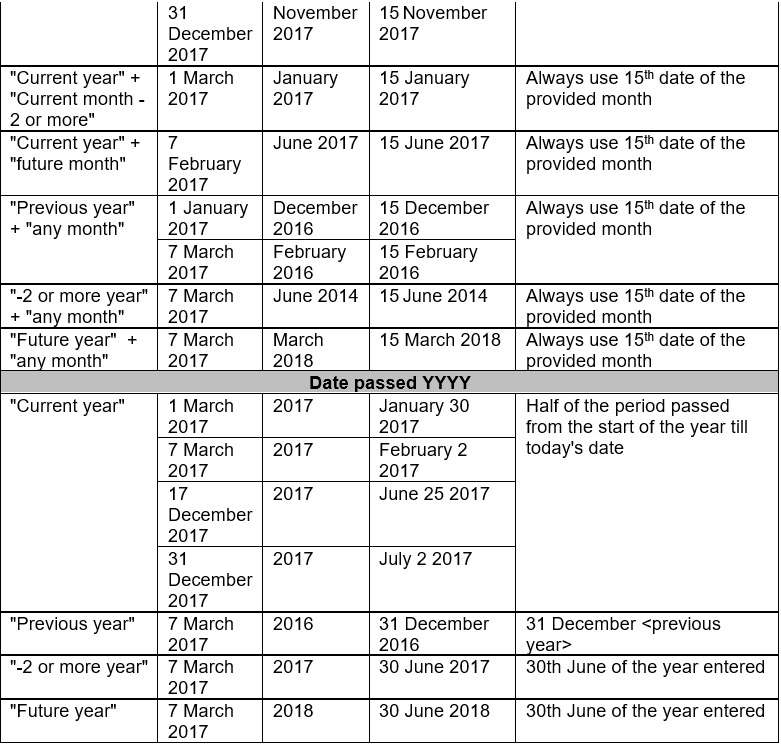 31 December 2017 November 2017 15 November 2017
"Current year" + "Current month - 2 or more" 1 March 2017 January 2017 15 January 2017 Always use 15th date of the provided month
"Current year" + "future month" 7 February 2017 June 2017 15 June 2017 Always use 15th date of the provided month
"Previous year" + "any month" 1 January 2017 December 2016 15 December 2016 Always use 15th date of the provided month
7 March 2017 February 2016 15 February 2016
"-2 or more year" + "any month" 7 March 2017 June 2014 15 June 2014 Always use 15th date of the provided month
"Future year" + "any month" 7 March 2017 March 2018 15 March 2018 Always use 15th date of the provided month
Date passed YYYY
"Current year" 1 March 2017 2017 January 30 2017 Half of the period passed from the start of the year till today's date
7 March 2017 2017 February 2 2017
17 December 2017 2017 June 25 2017
31 December 2017 2017 July 2 2017
"Previous year" 7 March 2017 2016 31 December 2016 31 December <previous year>
"-2 or more year" 7 March 2017 2017 30 June 2017 30th June of the year entered
"Future year" 7 March 2017 2018 30 June 2018 30th June of the year entered